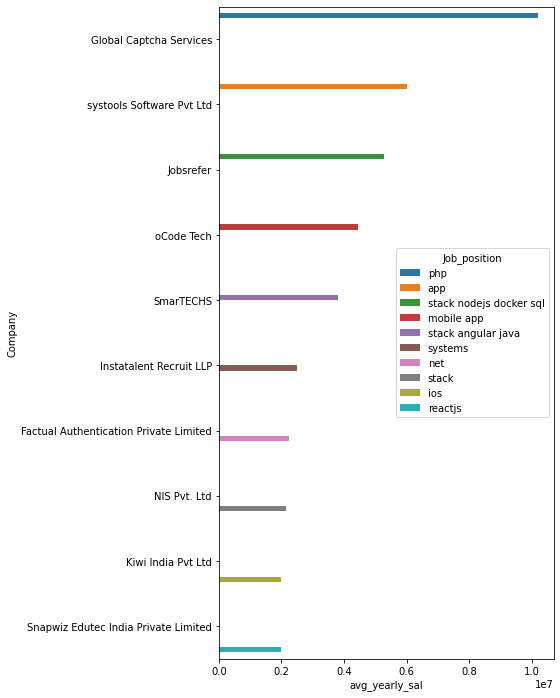 Global Captcha Services
systools Software Pvt Ltd
Jobsrefer
oCode Tech
SmarTECHS
Instatalent Recruit LLP
Factual Authentication Private Limited
NIS Pvt. Ltd
Kiwi India Pvt Ltd
Snapwiz Edutec India Private Limited
Company
Job_position
php
app
stack nodejs docker sql
mobile app
stack angular java
systems
net
stack
ios
reactjs
0.0 0.2 0.4 0.6 0.8 1.0
1e7
avg_yearly_sal